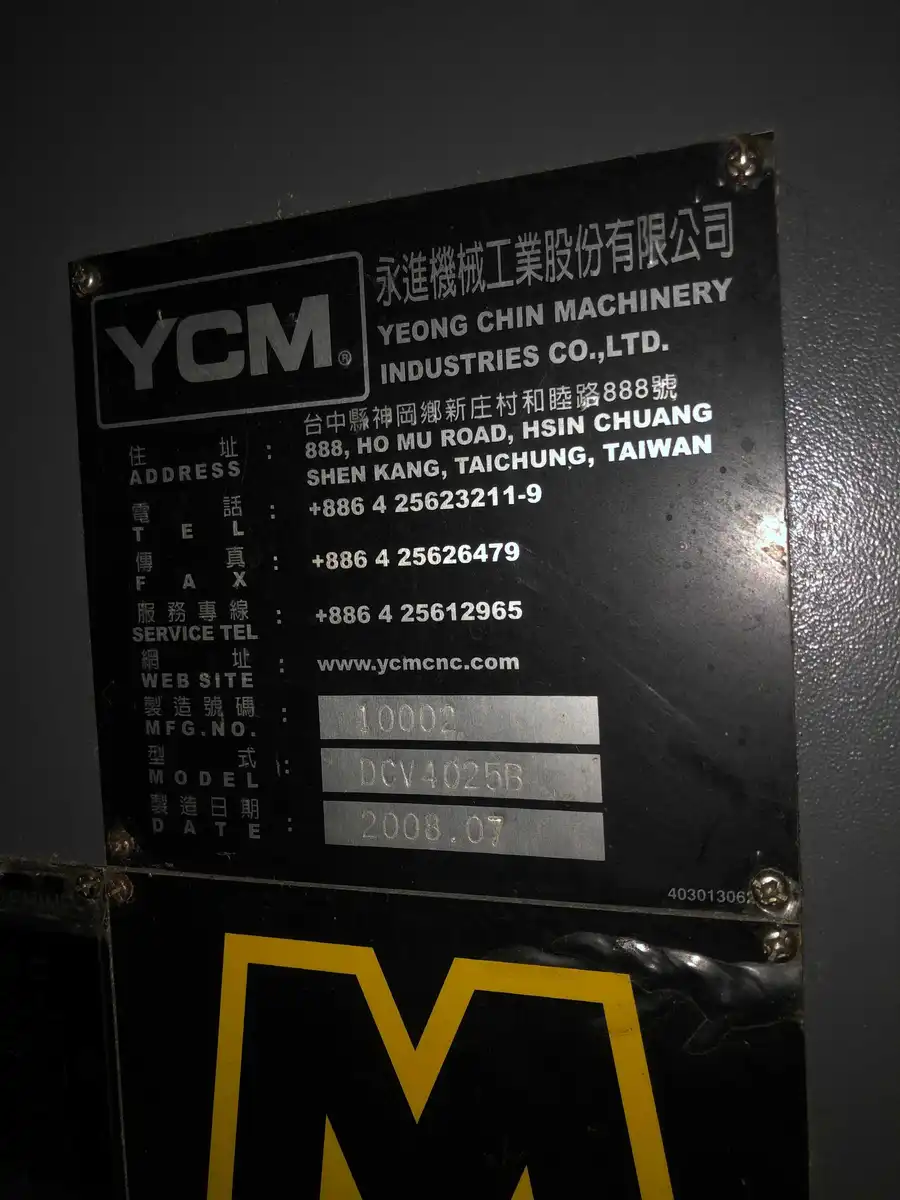 YCM®
永進機械工業股份有限公司
YEONG CHIN MACHINERY
INDUSTRIES CO.,LTD.
住址 : 台中縣神岡鄉新庄村和睦路888號
ADDRESS 888, HO MU ROAD, HSIN CHUANG
SHEN KANG, TAICHUNG, TAIWAN
電話 : +886 4 25623211-9
TEL
傳真 : +886 4 25626479
FAX
服務專線 : +886 4 25612965
SERVICE TEL
網址 : www.ycmcnc.com
WEB SITE
製造號碼 : 10002
MFG.NO.
型式 : DCV4025B
MODEL
製造日期 : 2008.07
DATE
M